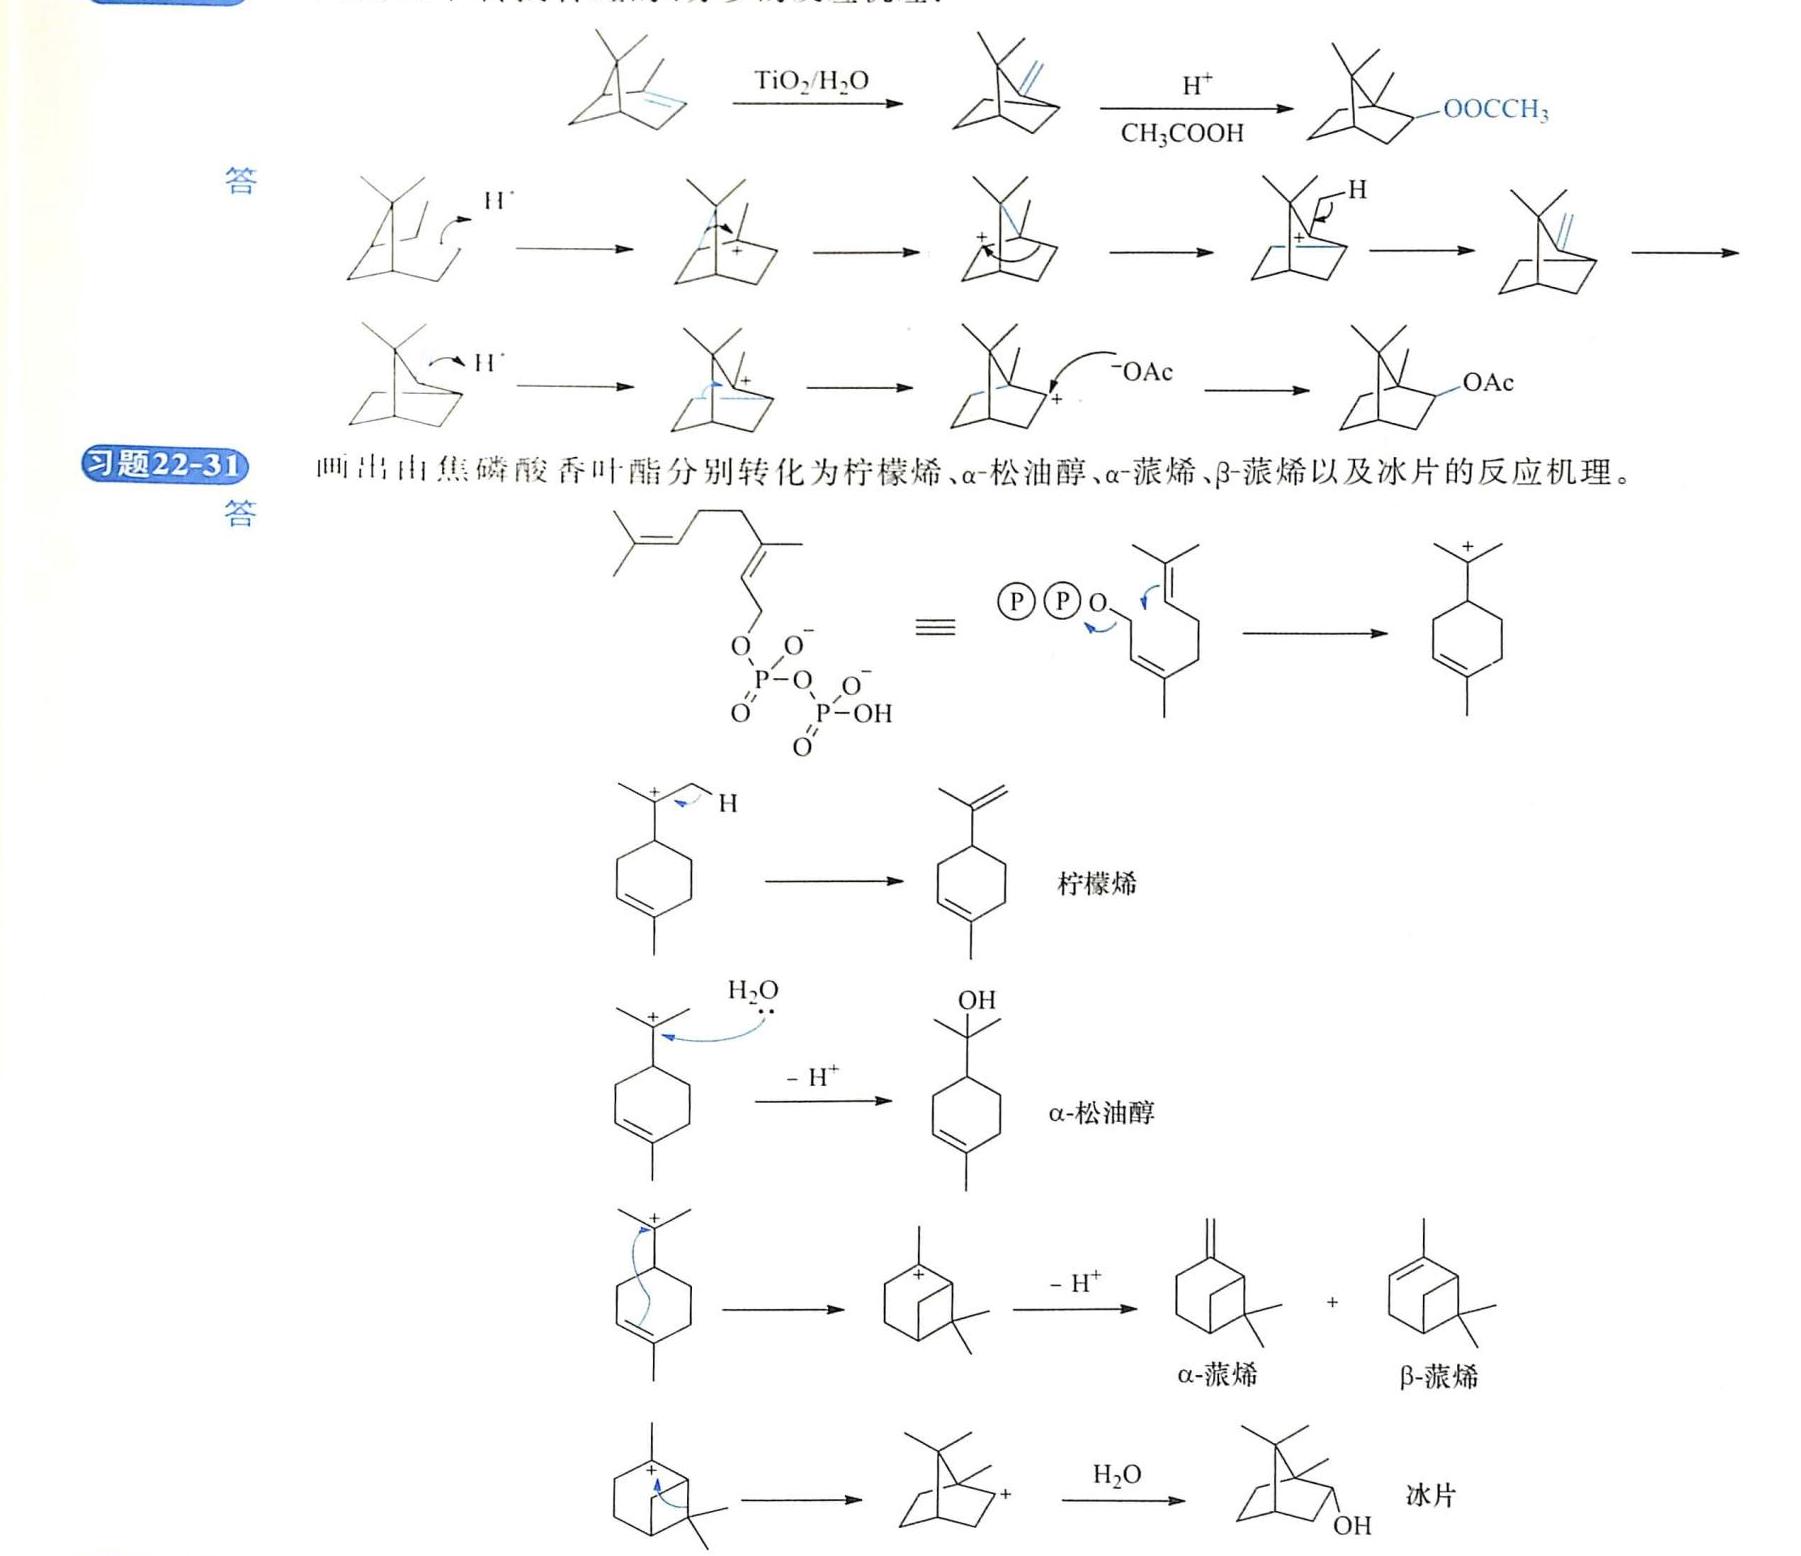 TiO₂/H₂O
H⁺
CH₃COOH
OOCCH₃
答
H⁺
+
+
+
H
H⁺
+
+
⁻OAc
OAc
习题22-31 画出由焦磷酸香叶酯分别转化为柠檬烯、α-松油醇、α-蒎烯、β-蒎烯以及冰片的反应机理。
答
O
O⁻
P-O
O⁻
O
P-OH
O
≡
P P O
+
+
H
柠檬烯
+
H₂O
- H⁺
OH
α-松油醇
+
+
- H⁺
+
α-蒎烯
β-蒎烯
+
+
H₂O
OH
冰片